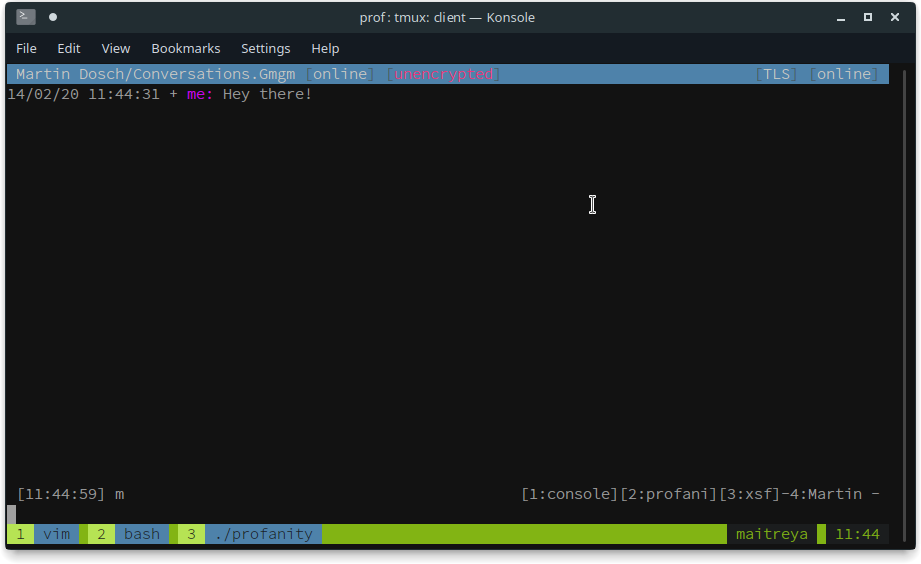 prof: tmux: client — Konsole
File Edit View Bookmarks Settings Help
Martin Dosch/Conversations.Gmgm [online] [unencrypted] [TLS] [online]
14/02/20 11:44:31 + me: Hey there!
[11:44:59] m [1:console][2:profani][3:xsf]-4:Martin -
1 vim 2 bash 3 ./profanity maitreya 11:44